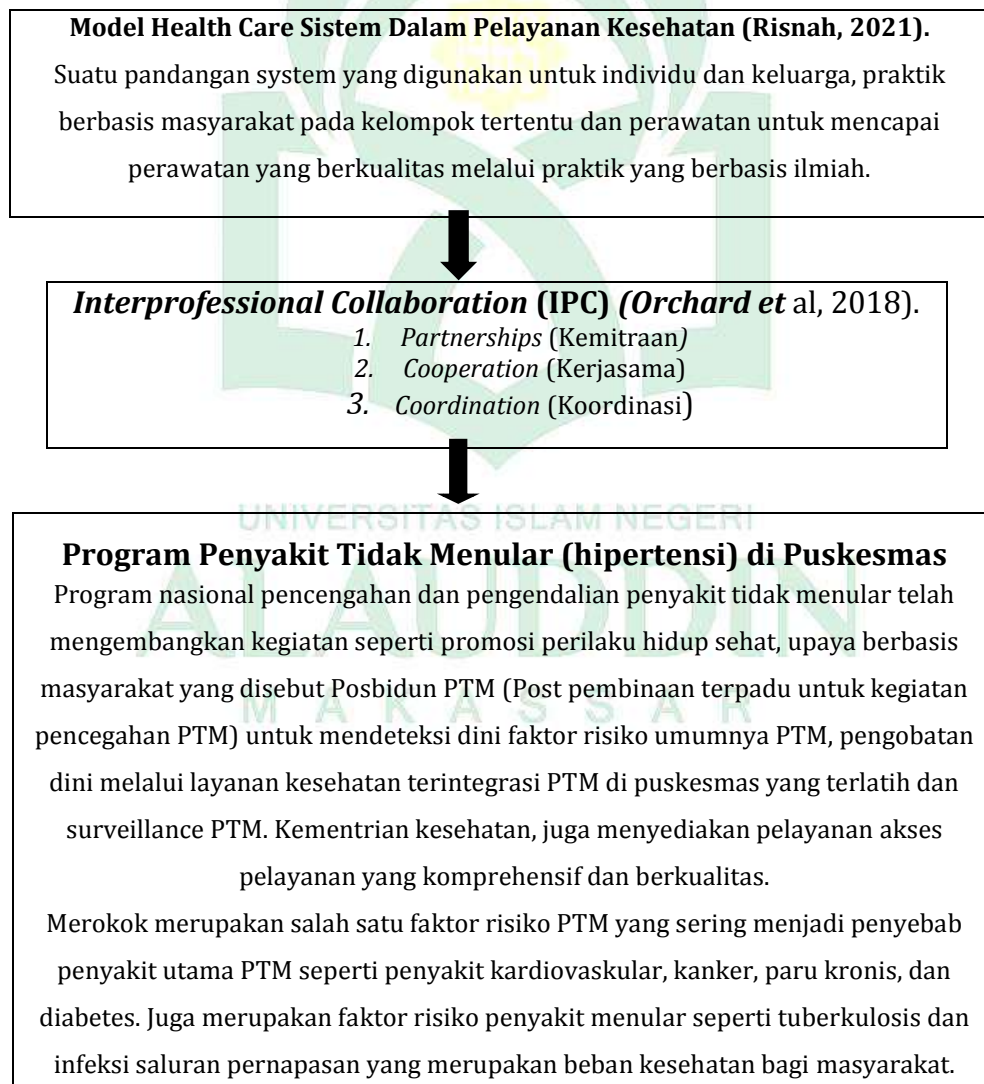 Model Health Care Sistem Dalam Pelayanan Kesehatan (Risnah, 2021).
Suatu pandangan system yang digunakan untuk individu dan keluarga, praktik
berbasis masyarakat pada kelompok tertentu dan perawatan untuk mencapai
perawatan yang berkualitas melalui praktik yang berbasis ilmiah.
Interprofessional Collaboration (IPC) (Orchard et al, 2018).
1. Partnerships (Kemitraan)
2. Cooperation (Kerjasama)
3. Coordination (Koordinasi)
UNIVERSITAS ISLAM NEGERI
Program Penyakit Tidak Menular (hipertensi) di Puskesmas
Program nasional pencengahan dan pengendalian penyakit tidak menular telah
ALAUDDIN
mengembangkan kegiatan seperti promosi perilaku hidup sehat, upaya berbasis
masyarakat yang disebut Posbidun PTM (Post pembinaan terpadu untuk kegiatan
MAKASSAR
pencegahan PTM) untuk mendeteksi dini faktor risiko umumnya PTM, pengobatan
dini melalui layanan kesehatan terintegrasi PTM di puskesmas yang terlatih dan
surveillance PTM. Kementrian kesehatan, juga menyediakan pelayanan akses
pelayanan yang komprehensif dan berkualitas.
Merokok merupakan salah satu faktor risiko PTM yang sering menjadi penyebab
penyakit utama PTM seperti penyakit kardiovaskular, kanker, paru kronis, dan
diabetes. Juga merupakan faktor risiko penyakit menular seperti tuberkulosis dan
infeksi saluran pernapasan yang merupakan beban kesehatan bagi masyarakat.